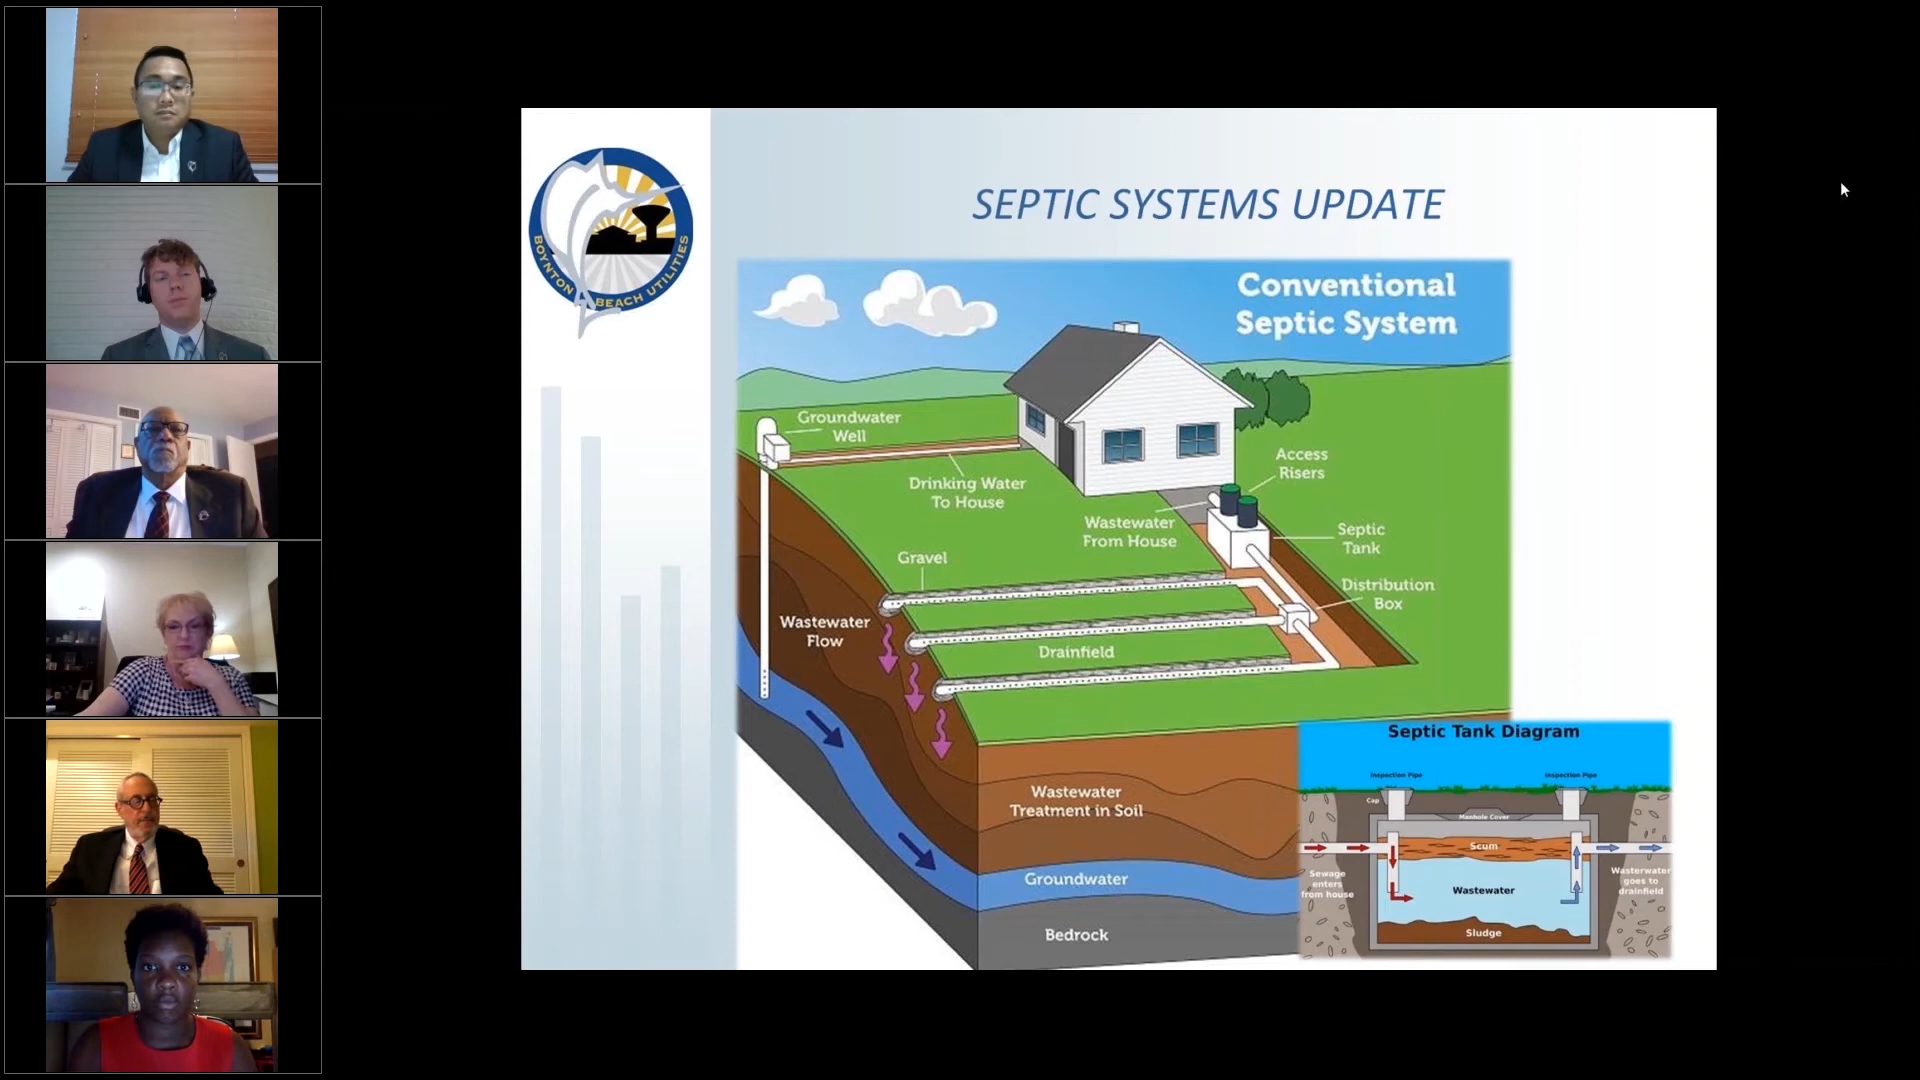 BOYNTON BEACH UTILITIES
SEPTIC SYSTEMS UPDATE
Conventional
Septic System
Groundwater
Well
Drinking Water
To House
Access
Risers
Wastewater
From House
Septic
Tank
Gravel
Distribution
Box
Wastewater
Flow
Drainfield
Wastewater
Treatment in Soil
Groundwater
Bedrock
Septic Tank Diagram
Inspection Pipe
Inspection Pipe
Cap
Manhole Cover
Scum
Sewage
enters
from house
Wastewater
Wasterwater
goes to
drainfield
Sludge